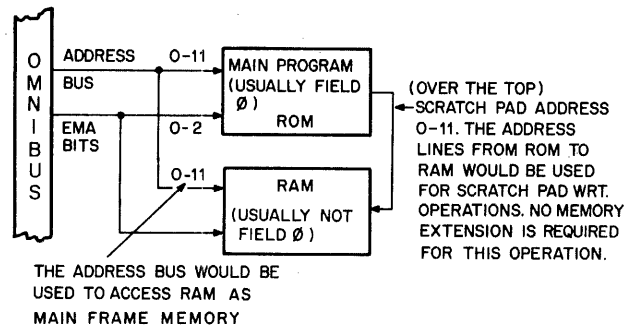 OMNIBUS
ADDRESS
BUS
0-11
EMA
BITS
0-2
0-11
MAIN PROGRAM
(USUALLY FIELD
Ø)
ROM
RAM
(USUALLY NOT
FIELD Ø)
(OVER THE TOP)
SCRATCH PAD ADDRESS
0-11. THE ADDRESS
LINES FROM ROM TO
RAM WOULD BE USED
FOR SCRATCH PAD WRT.
OPERATIONS. NO MEMORY
EXTENSION IS REQUIRED
FOR THIS OPERATION.
THE ADDRESS BUS WOULD BE
USED TO ACCESS RAM AS
MAIN FRAME MEMORY